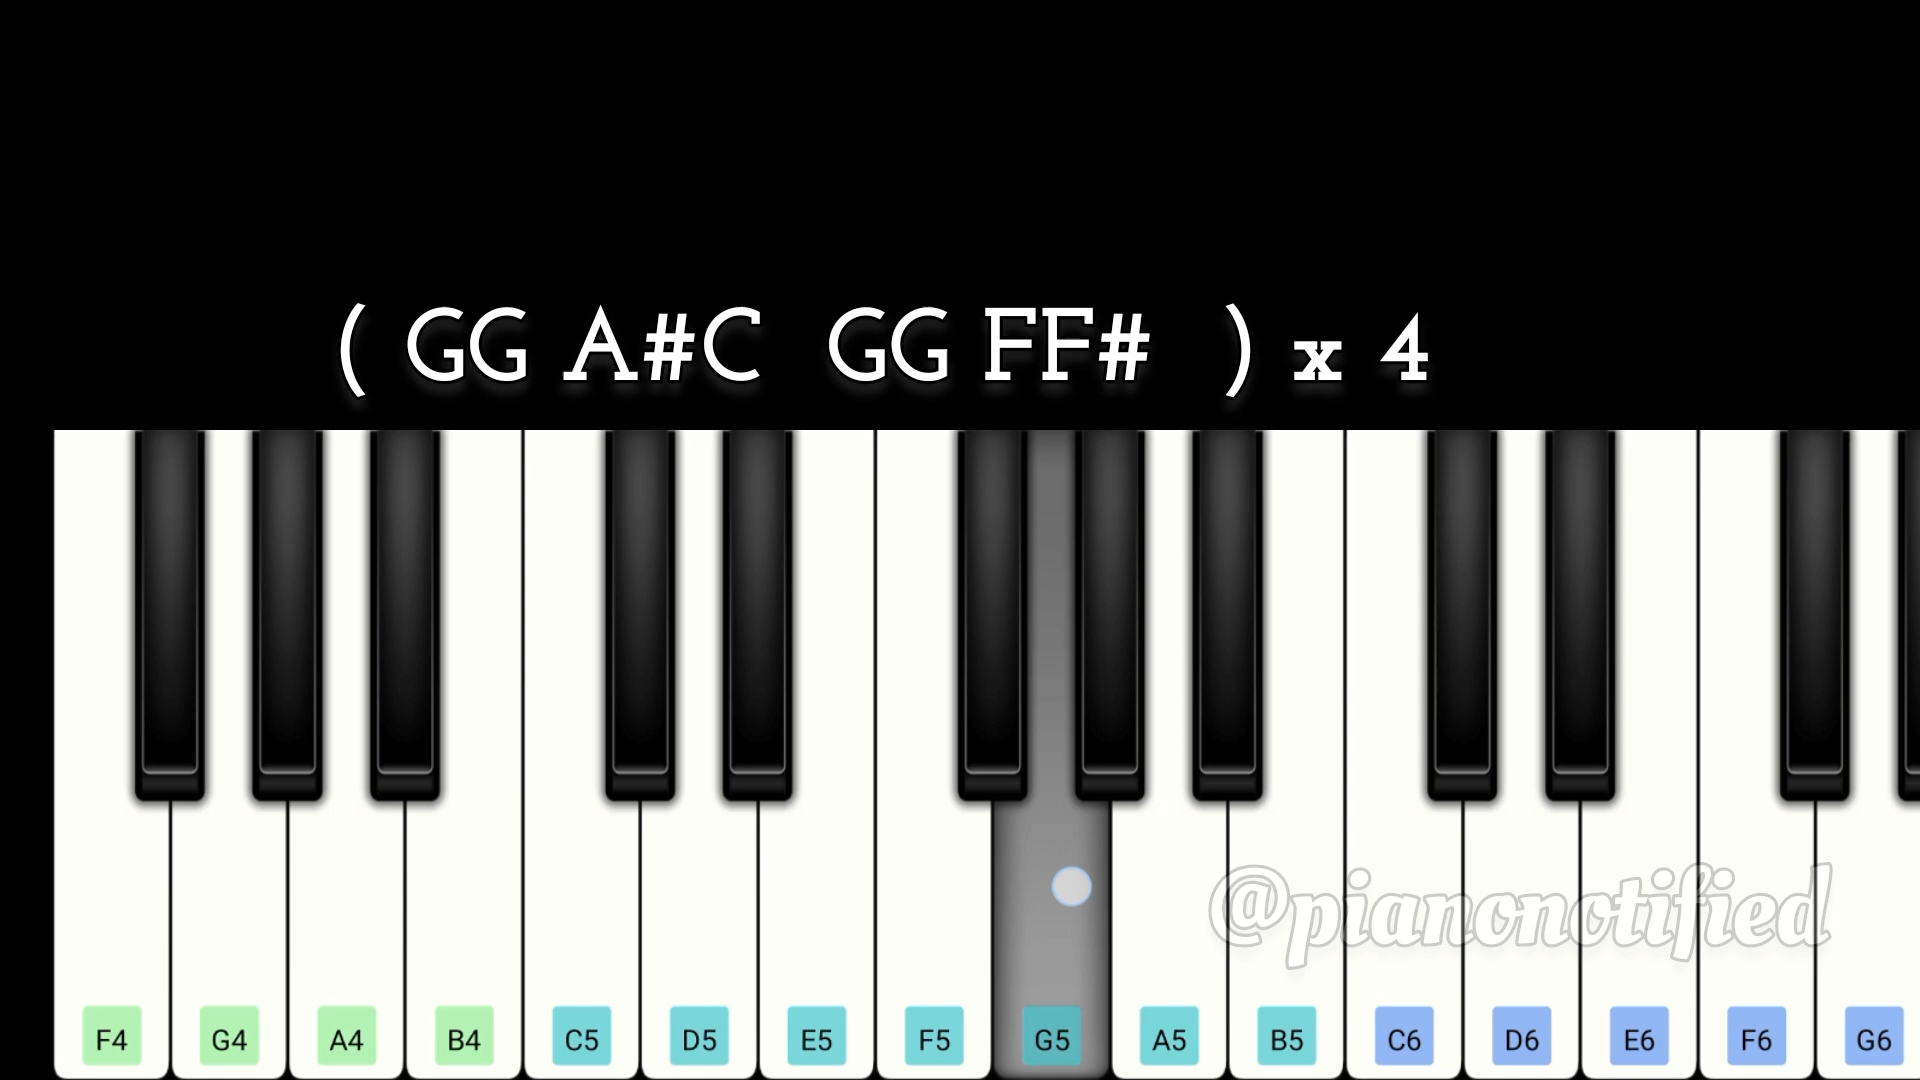 ( GG A#C GG FF# ) x 4
@pianonotified
F4 G4 A4 B4 C5 D5 E5 F5 G5 A5 B5 C6 D6 E6 F6 G6